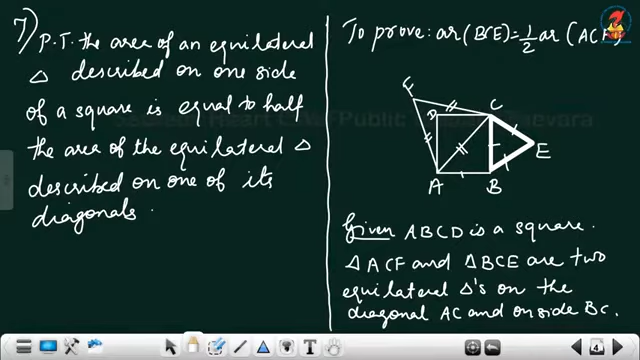 7) P.T. the area of an equilateral
Δ described on one side
of a square is equal to half
the area of the equilateral Δ
described on one of its
diagonals.
To prove: ar(BCE)=1/2 ar(ACF)
F
D
C
E
A
B
Given ABCD is a square.
Δ ACF and Δ BCE are two
equilateral Δ's on the
diagonal AC and on side BC.
T
4